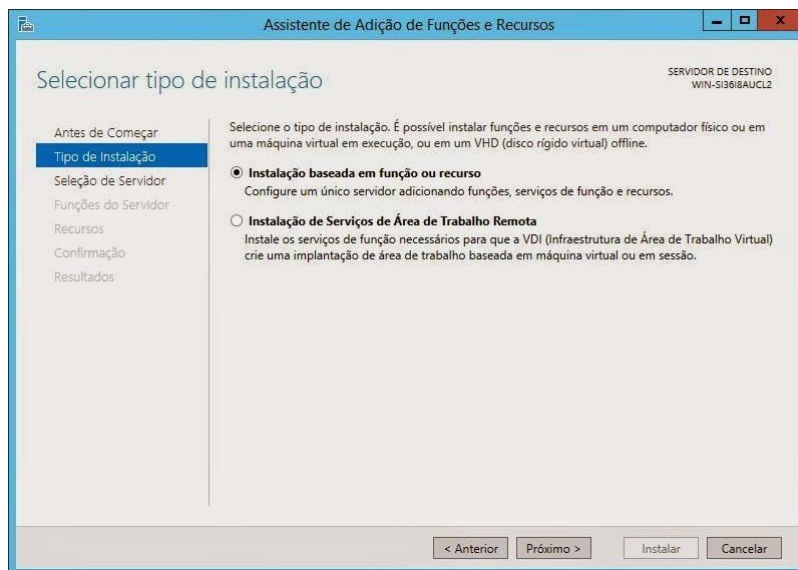 Assistente de Adição de Funções e Recursos
Selecionar tipo de instalação
SERVIDOR DE DESTINO
WIN-SI36I8AUCL2
Antes de Começar
Tipo de Instalação
Seleção de Servidor
Funções do Servidor
Recursos
Confirmação
Resultados
Selecione o tipo de instalação. É possível instalar funções e recursos em um computador físico ou em
uma máquina virtual em execução, ou em um VHD (disco rígido virtual) offline.
Instalação baseada em função ou recurso
Configure um único servidor adicionando funções, serviços de função e recursos.
Instalação de Serviços de Área de Trabalho Remota
Instale os serviços de função necessários para que a VDI (Infraestrutura de Área de Trabalho Virtual)
crie uma implantação de área de trabalho baseada em máquina virtual ou em sessão.
< Anterior
Próximo >
Instalar
Cancelar